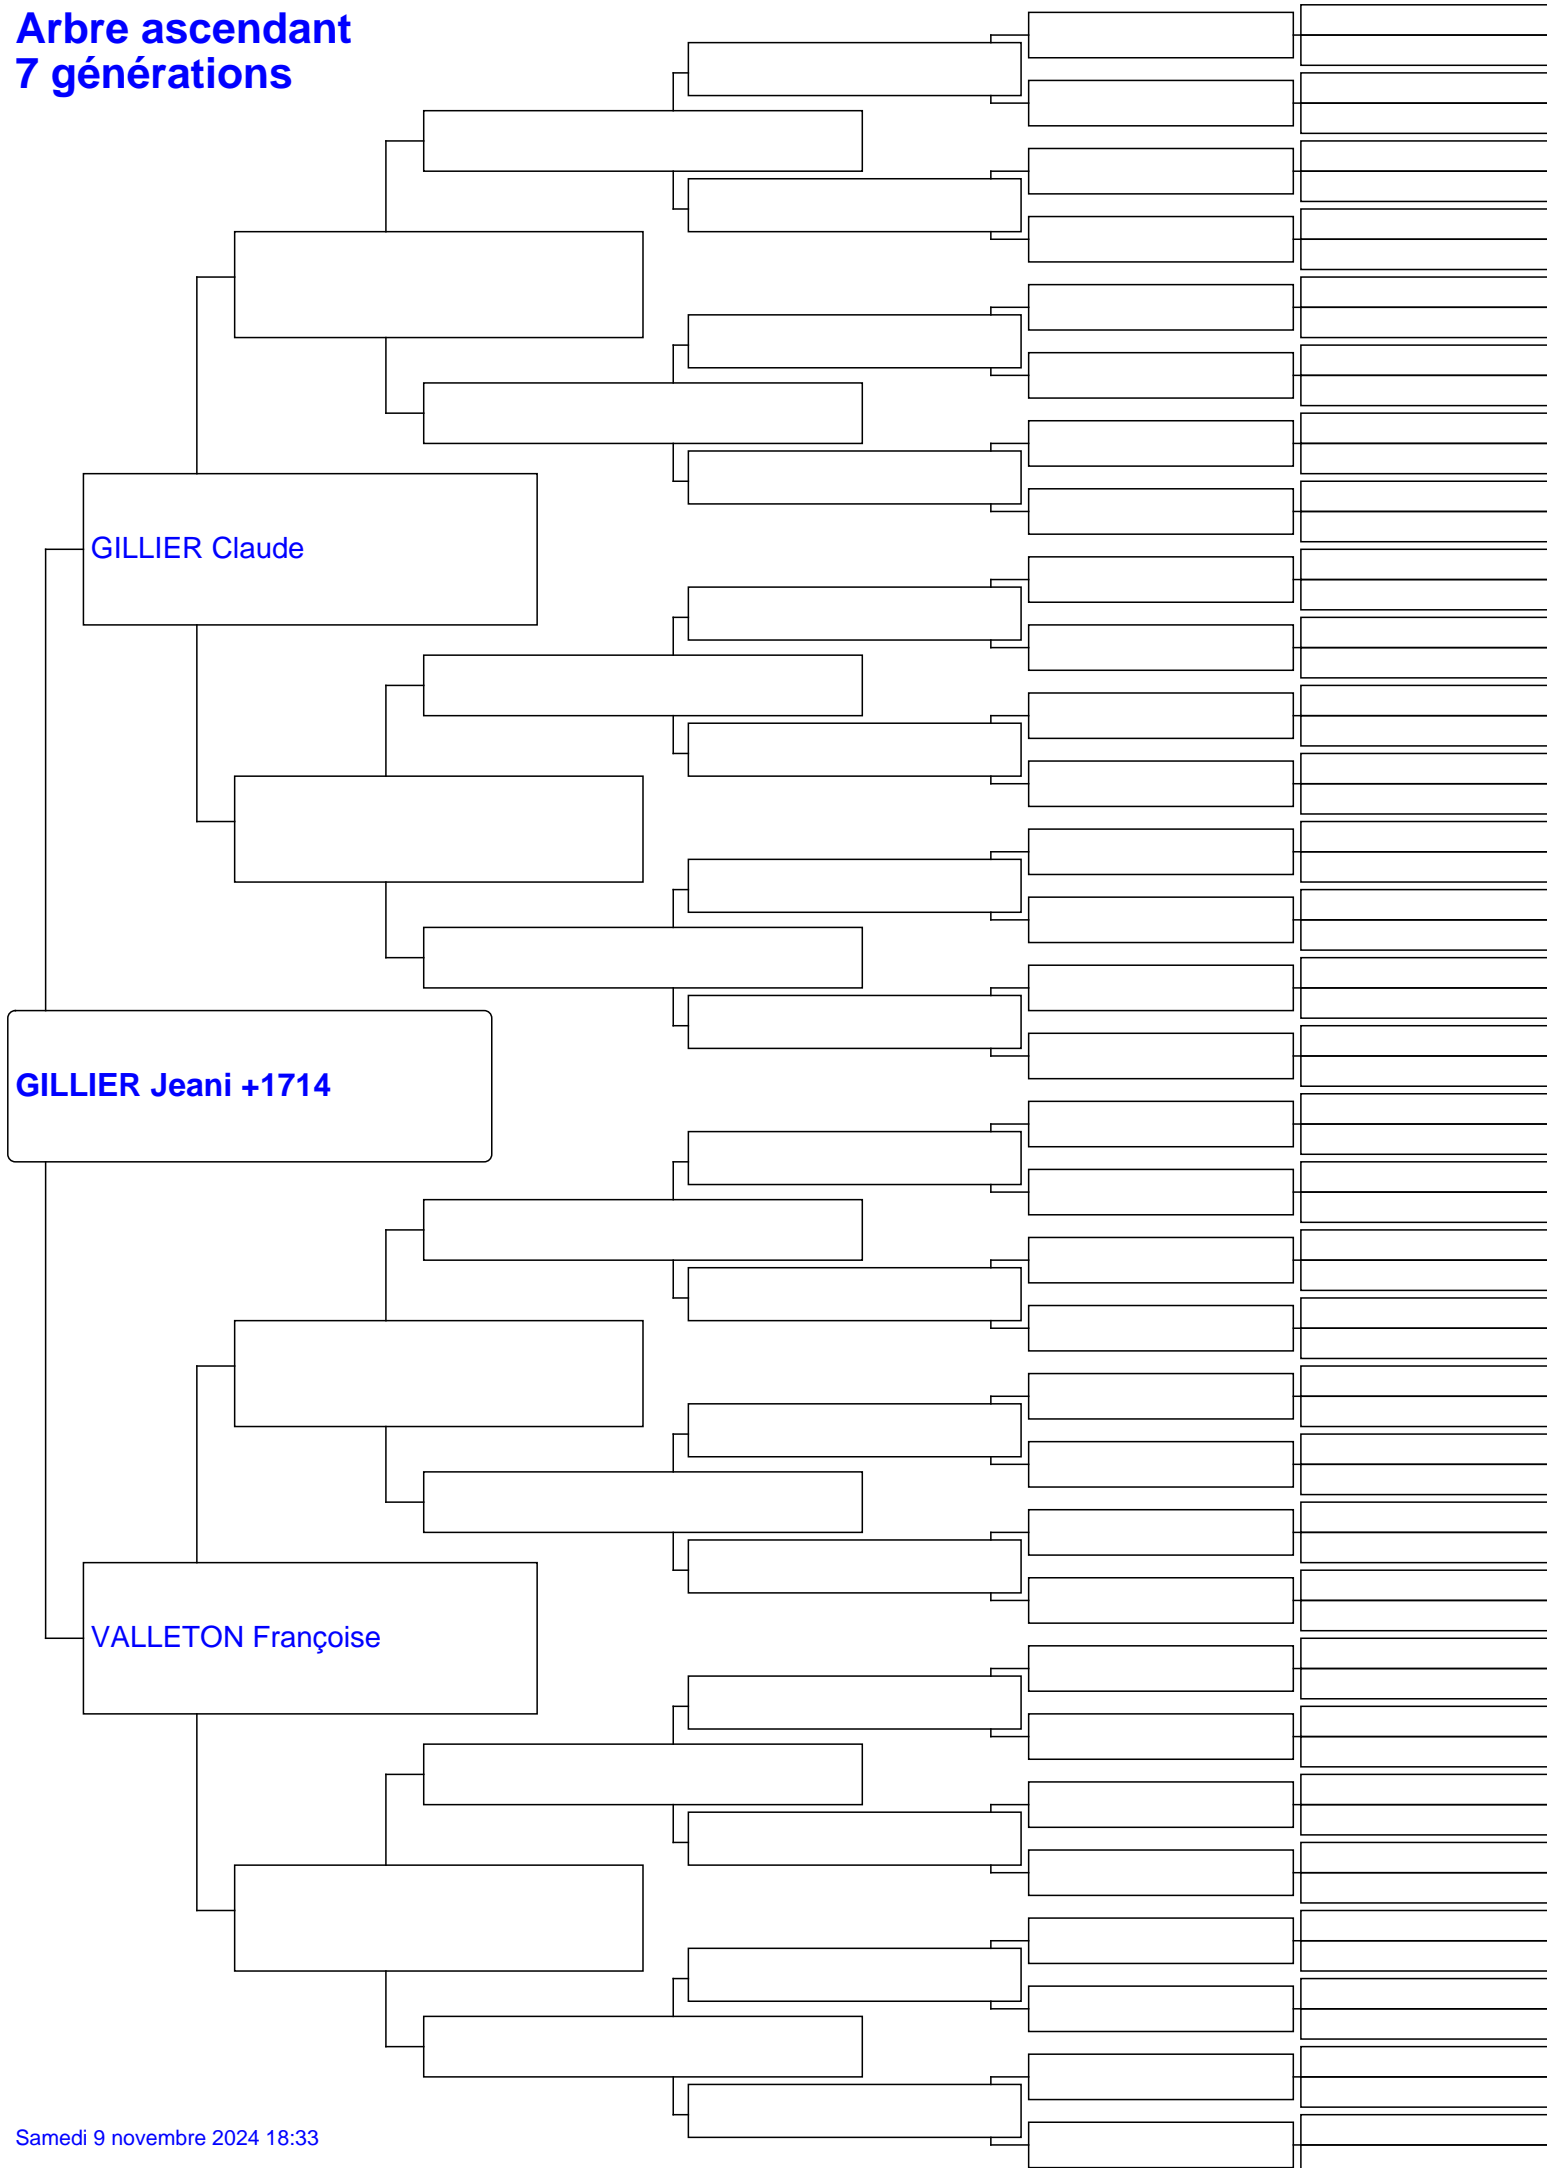 Arbre ascendant
7 générations
GILLIER Claude
GILLIER Jeani +1714
VALLETON Françoise
Samedi 9 novembre 2024 18:33